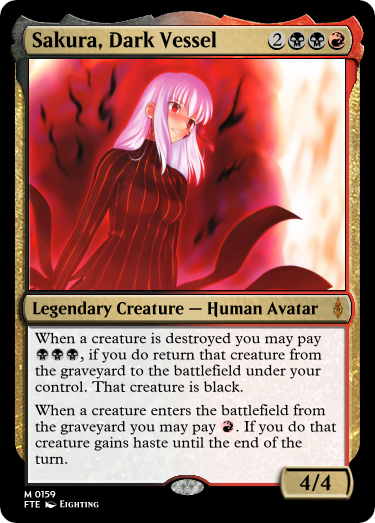 Sakura, Dark Vessel 2
Legendary Creature — Human Avatar
When a creature is destroyed you may pay
, if you do return that creature from
the graveyard to the battlefield under your
control. That creature is black.
When a creature enters the battlefield from
the graveyard you may pay . If you do that
creature gains haste until the end of the
turn.
4/4
M 0159
FTE Eighting